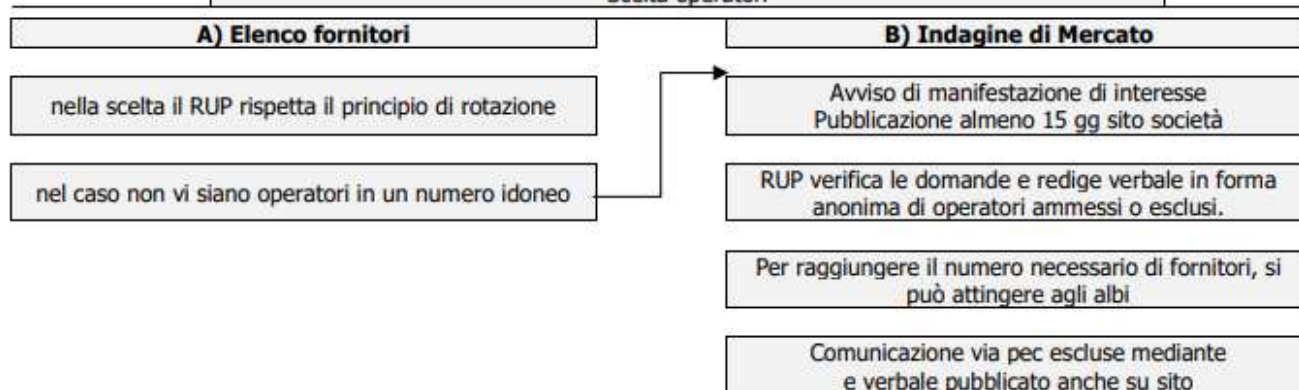 Scelta operatori
A) Elenco fornitori
nella scelta il RUP rispetta il principio di rotazione
nel caso non vi siano operatori in un numero idoneo
B) Indagine di Mercato
Avviso di manifestazione di interesse
Pubblicazione almeno 15 gg sito società
RUP verifica le domande e redige verbale in forma
anonima di operatori ammessi o esclusi.
Per raggiungere il numero necessario di fornitori, si
può attingere agli albi
Comunicazione via pec escluse mediante
e verbale pubblicato anche su sito